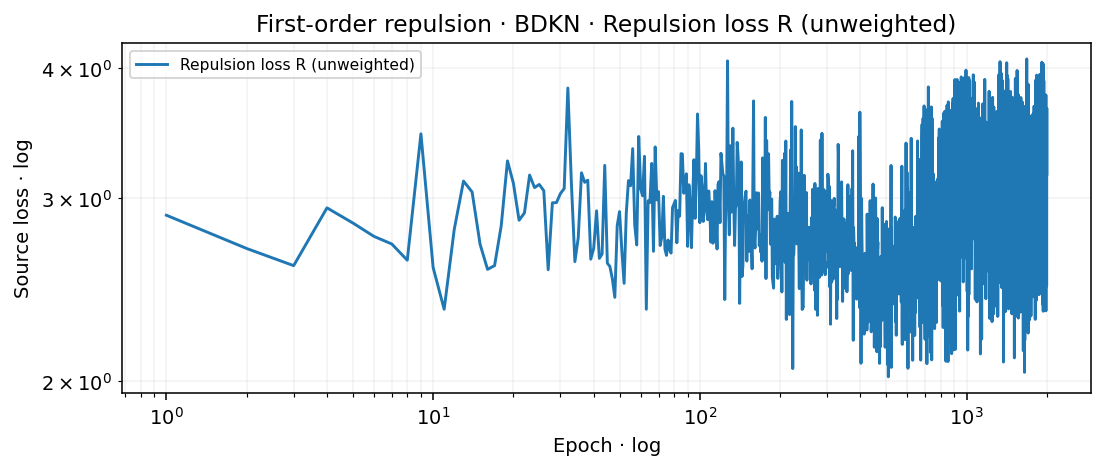 First-order repulsion · BDKN · Repulsion loss R (unweighted)
Repulsion loss R (unweighted)
Source loss · log
4 × 10⁰
3 × 10⁰
2 × 10⁰
10⁰ 10¹ 10² 10³
Epoch · log